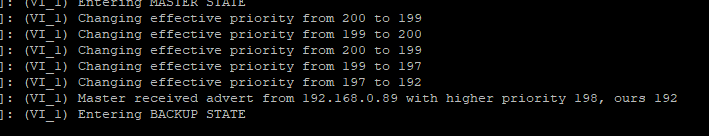 ]: (VI_1) Entering MASTER STATE
]: (VI_1) Changing effective priority from 200 to 199
]: (VI_1) Changing effective priority from 199 to 200
]: (VI_1) Changing effective priority from 200 to 199
]: (VI_1) Changing effective priority from 199 to 197
]: (VI_1) Changing effective priority from 197 to 192
]: (VI_1) Master received advert from 192.168.0.89 with higher priority 198, ours 192
]: (VI_1) Entering BACKUP STATE